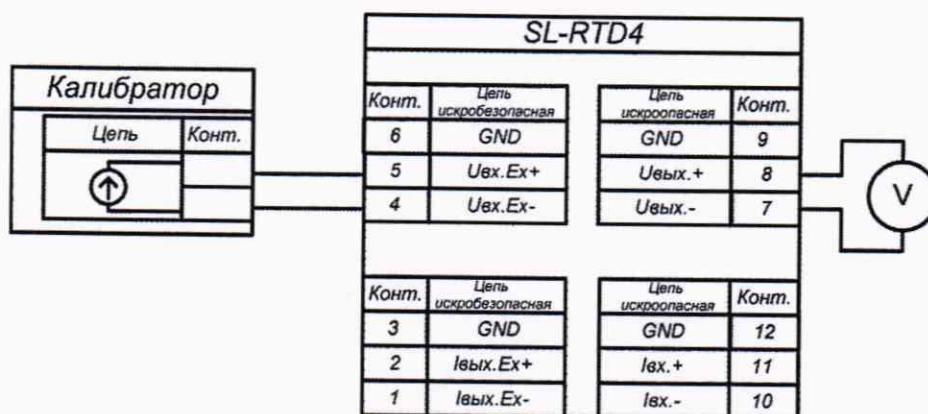 SL-RTD4
Калибратор
Цепь Конт.
Конт. Цепь искробезопасная
6 GND
5 Uвх.Ex+
4 Uвх.Ex-
Цепь искроопасная Конт.
GND 9
Uвых.+ 8
Uвых.- 7
V
Конт. Цепь искробезопасная
3 GND
2 Iвых.Ex+
1 Iвых.Ex-
Цепь искроопасная Конт.
GND 12
Iвх.+ 11
Iвх.- 10